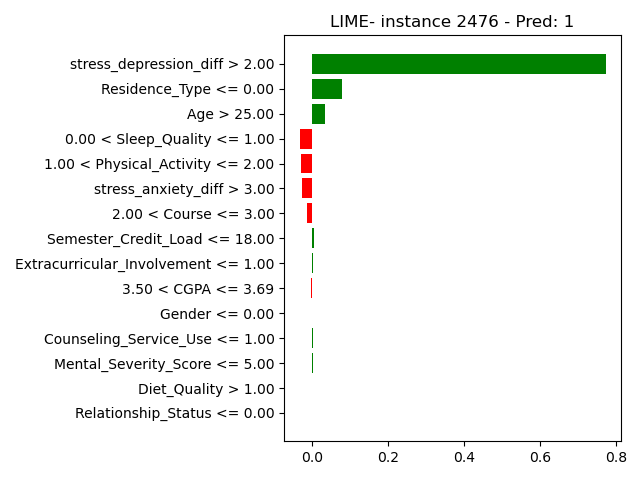 LIME- instance 2476 - Pred: 1
stress_depression_diff > 2.00
Residence_Type <= 0.00
Age > 25.00
0.00 < Sleep_Quality <= 1.00
1.00 < Physical_Activity <= 2.00
stress_anxiety_diff > 3.00
2.00 < Course <= 3.00
Semester_Credit_Load <= 18.00
Extracurricular_Involvement <= 1.00
3.50 < CGPA <= 3.69
Gender <= 0.00
Counseling_Service_Use <= 1.00
Mental_Severity_Score <= 5.00
Diet_Quality > 1.00
Relationship_Status <= 0.00
0.0 0.2 0.4 0.6 0.8